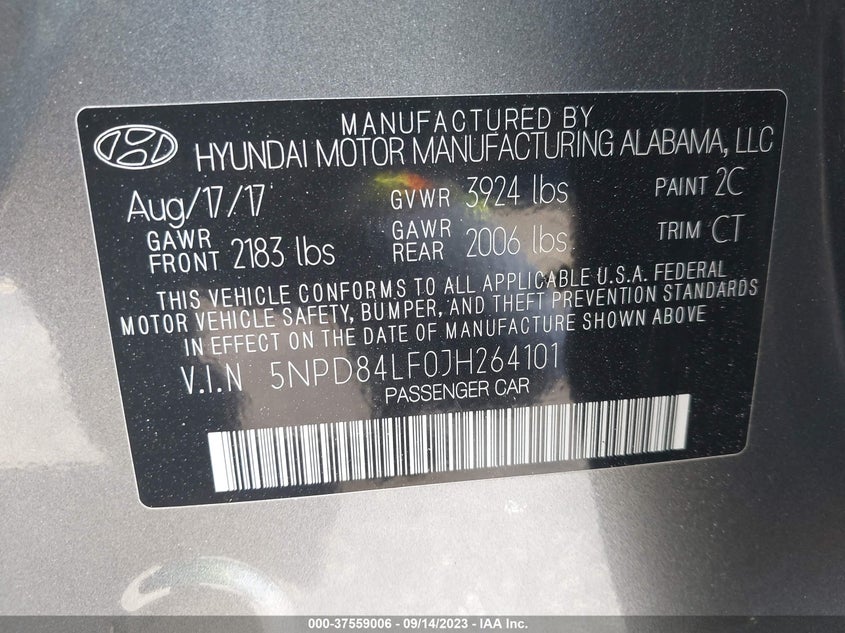 MANUFACTURED BY
HYUNDAI MOTOR MANUFACTURING ALABAMA, LLC
Aug/17/17 GVWR 3924 lbs PAINT 2C
GAWR FRONT 2183 lbs GAWR REAR 2006 lbs TRIM CT
THIS VEHICLE CONFORMS TO ALL APPLICABLE U.S.A. FEDERAL
MOTOR VEHICLE SAFETY, BUMPER, AND THEFT PREVENTION STANDARDS
IN EFFECT ON THE DATE OF MANUFACTURE SHOWN ABOVE
V.I.N 5NPD84LF0JH264101
PASSENGER CAR
000-37559006 - 09/14/2023 - IAA Inc.